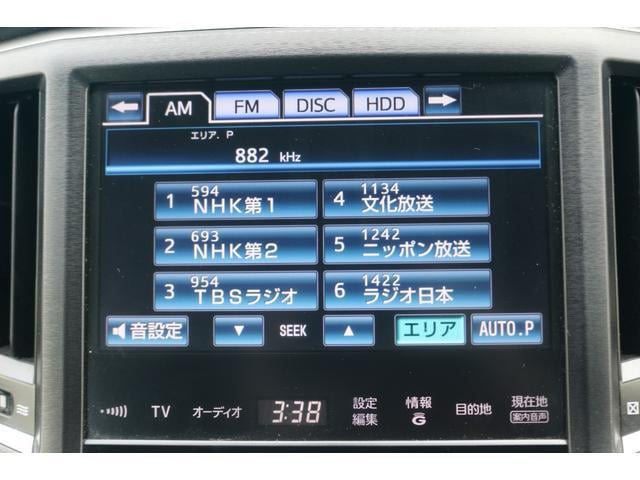 AM FM DISC HDD
エリア. P
882 kHz
1 594 NHK第1
4 1134 文化放送
2 693 NHK第2
5 1242 ニッポン放送
3 954 TBSラジオ
6 1422 ラジオ日本
音設定 SEEK エリア AUTO.P
TV オーディオ 3:38 設定編集 情報G 目的地 現在地 案内音声